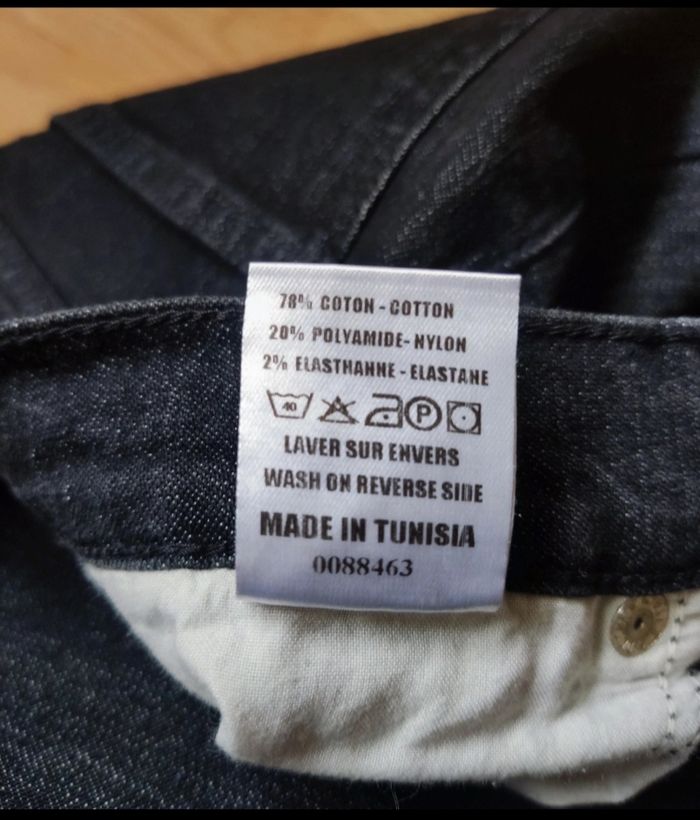 78% COTON - COTTON
20% POLYAMIDE- NYLON
2% ELASTHANNE - ELASTANE
40 P
LAVER SUR ENVERS
WASH ON REVERSE SIDE
MADE IN TUNISIA
0088463